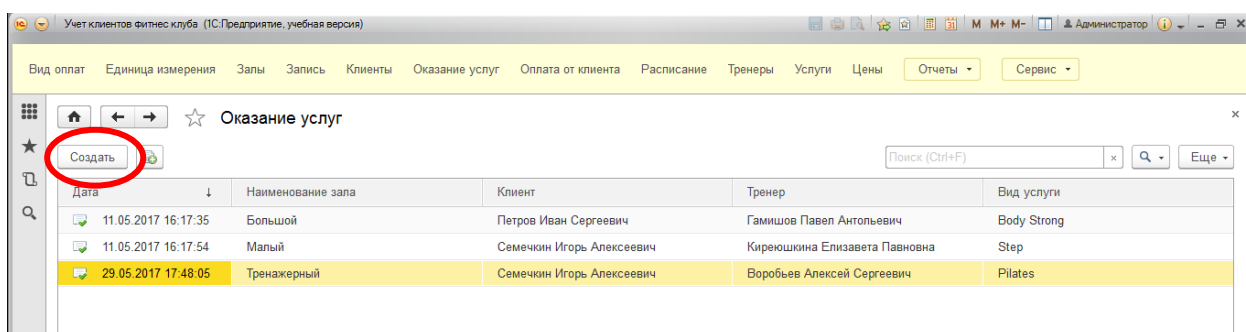 Учет клиентов фитнес клуба (1С:Предприятие, учебная версия) M M+ M- Администратор
Вид оплат Единица измерения Залы Запись Клиенты Оказание услуг Оплата от клиента Расписание Тренеры Услуги Цены Отчеты Сервис
Оказание услуг
Создать Поиск (Ctrl+F) × Еще
Дата ↓ Наименование зала Клиент Тренер Вид услуги
11.05.2017 16:17:35 Большой Петров Иван Сергеевич Гамишов Павел Антольевич Body Strong
11.05.2017 16:17:54 Малый Семечкин Игорь Алексеевич Киреюшкина Елизавета Павновна Step
29.05.2017 17:48:05 Тренажерный Семечкин Игорь Алексеевич Воробьев Алексей Сергеевич Pilates